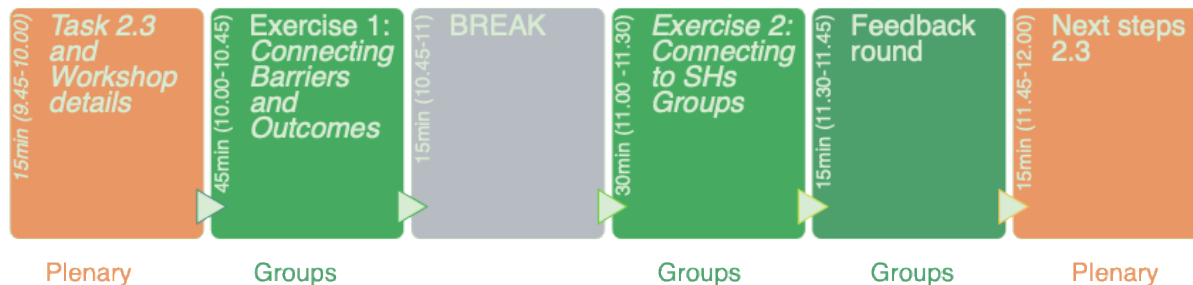 15min (9.45-10.00)
Task 2.3
and
Workshop
details
45min (10.00-10.45)
Exercise 1:
Connecting
Barriers
and
Outcomes
15min (10.45-11)
BREAK
30min (11.00 -11.30)
Exercise 2:
Connecting
to SHs
Groups
15min (11.30-11.45)
Feedback
round
15min (11.45-12.00)
Next steps
2.3
Plenary
Groups
Groups
Groups
Plenary